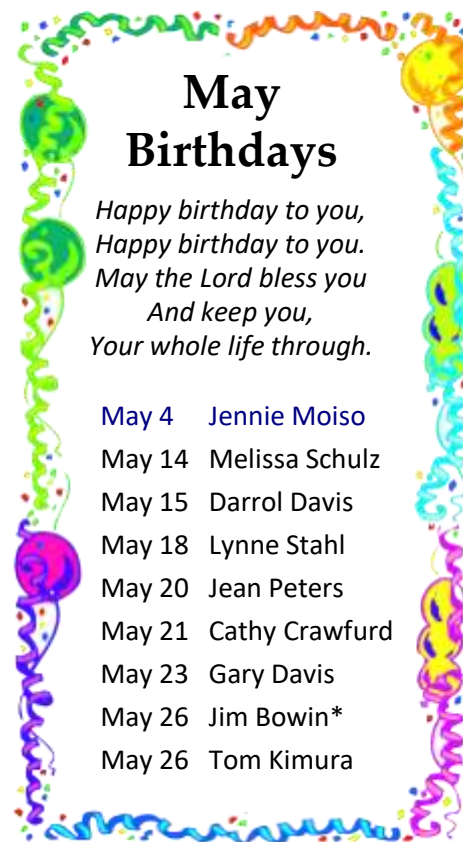 May
Birthdays
Happy birthday to you,
Happy birthday to you.
May the Lord bless you
And keep you,
Your whole life through.
May 4 Jennie Moiso
May 14 Melissa Schulz
May 15 Darrol Davis
May 18 Lynne Stahl
May 20 Jean Peters
May 21 Cathy Crawfurd
May 23 Gary Davis
May 26 Jim Bowin*
May 26 Tom Kimura